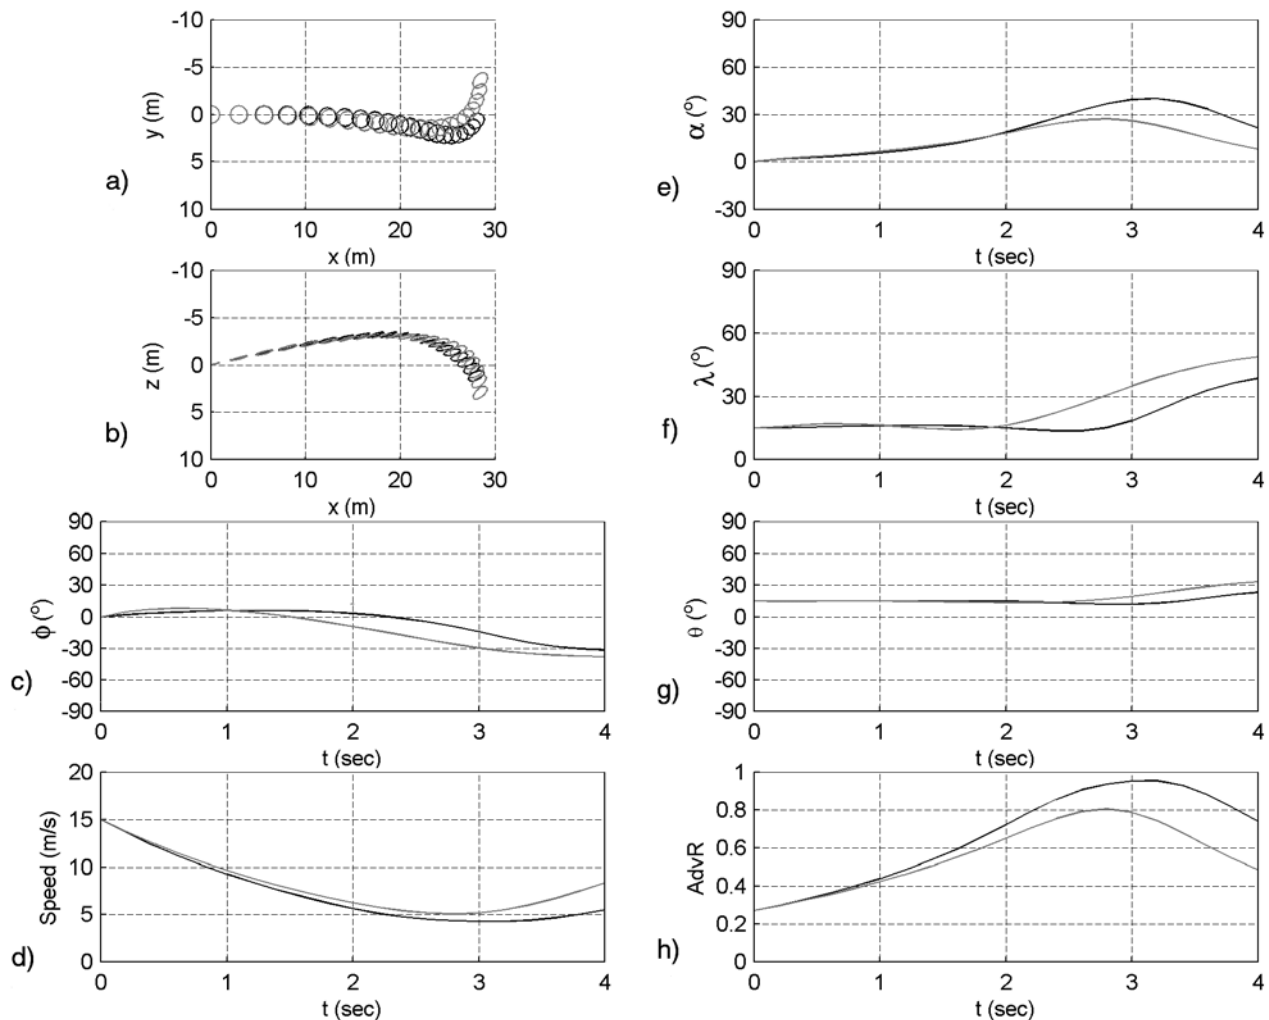 -10
-5
0
5
10
y (m)
0 10 20 30
x (m)
a)
-10
-5
0
5
10
z (m)
0 10 20 30
x (m)
b)
90
60
30
0
-30
-60
-90
ϕ (°)
0 1 2 3 4
t (sec)
c)
20
15
10
5
0
Speed (m/s)
0 1 2 3 4
t (sec)
d)
90
60
30
0
-30
α (°)
0 1 2 3 4
t (sec)
e)
90
60
30
0
λ (°)
0 1 2 3 4
t (sec)
f)
90
60
30
0
-30
-60
-90
θ (°)
0 1 2 3 4
t (sec)
g)
1
0.8
0.6
0.4
0.2
0
AdvR
0 1 2 3 4
t (sec)
h)